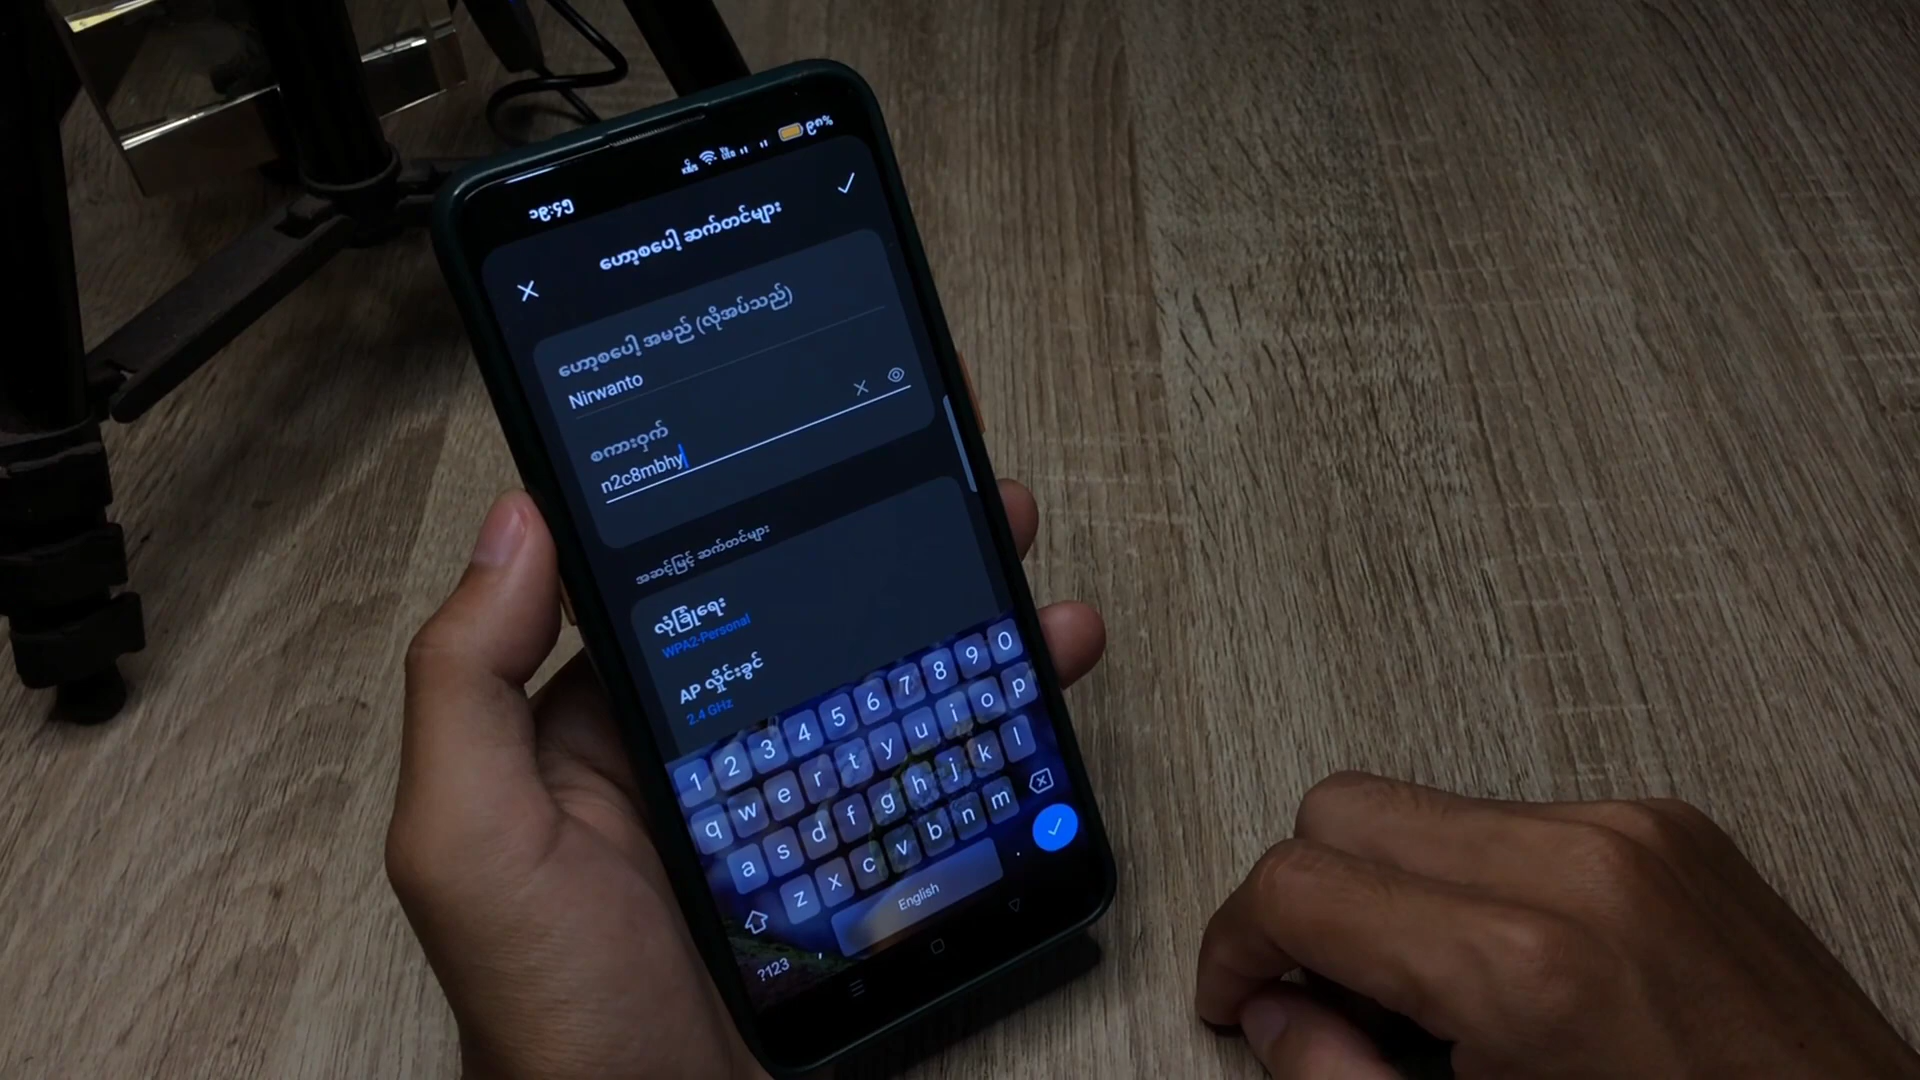 ၁၉:၄၅
၉၈%
ဟော့စပေါ့ ဆက်တင်များ
ဟော့စပေါ့ အမည် (လိုအပ်သည်)
Nirwanto
စကားဝှက်
n2c8mbhy
အဆင့်မြင့် ဆက်တင်များ
လုံခြုံရေး
WPA2-Personal
AP လှိုင်းခွင်
2.4 GHz
1 2 3 4 5 6 7 8 9 0
q w e r t y u i o p
a s d f g h j k l
z x c v b n m
?123 , English .